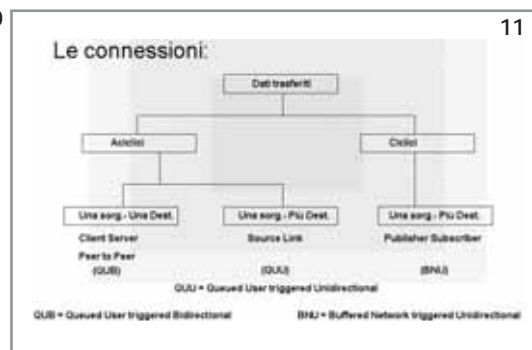 11
Le connessioni:
Dati trasferiti
Aciclici
Ciclici
Una sorg.- Una Dest.
Una sorg.- Più Dest.
Una sorg.- Più Dest.
Client Server
Source Link
Publisher Subscriber
Peer to Peer
(QUB)
(QUU)
(BNU)
QUU = Queued User triggered Unidirectional
QUB = Queued User triggered Bidirectional
BNU = Buffered Network triggered Unidirectional